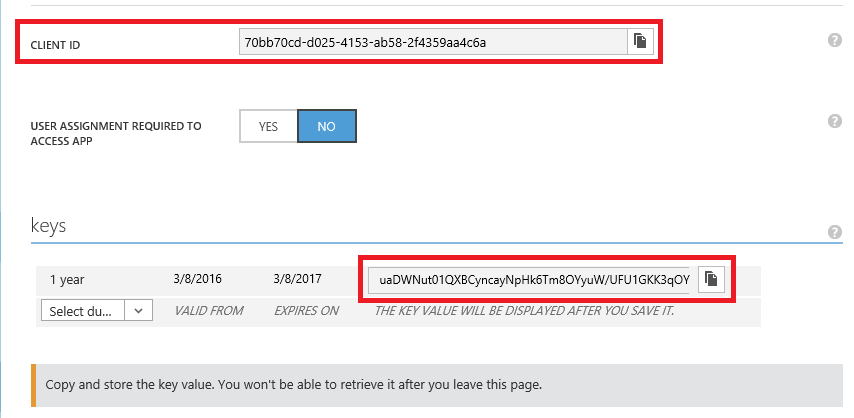 CLIENT ID
70bb70cd-d025-4153-ab58-2f4359aa4c6a
?
USER ASSIGNMENT REQUIRED TO
ACCESS APP
YES NO
?
keys
?
1 year 3/8/2016 3/8/2017 uaDWNut01QXBCyncayNpHk6Tm8OYyuW/UFU1GKK3qOY
Select du... VALID FROM EXPIRES ON THE KEY VALUE WILL BE DISPLAYED AFTER YOU SAVE IT.
Copy and store the key value. You won't be able to retrieve it after you leave this page.